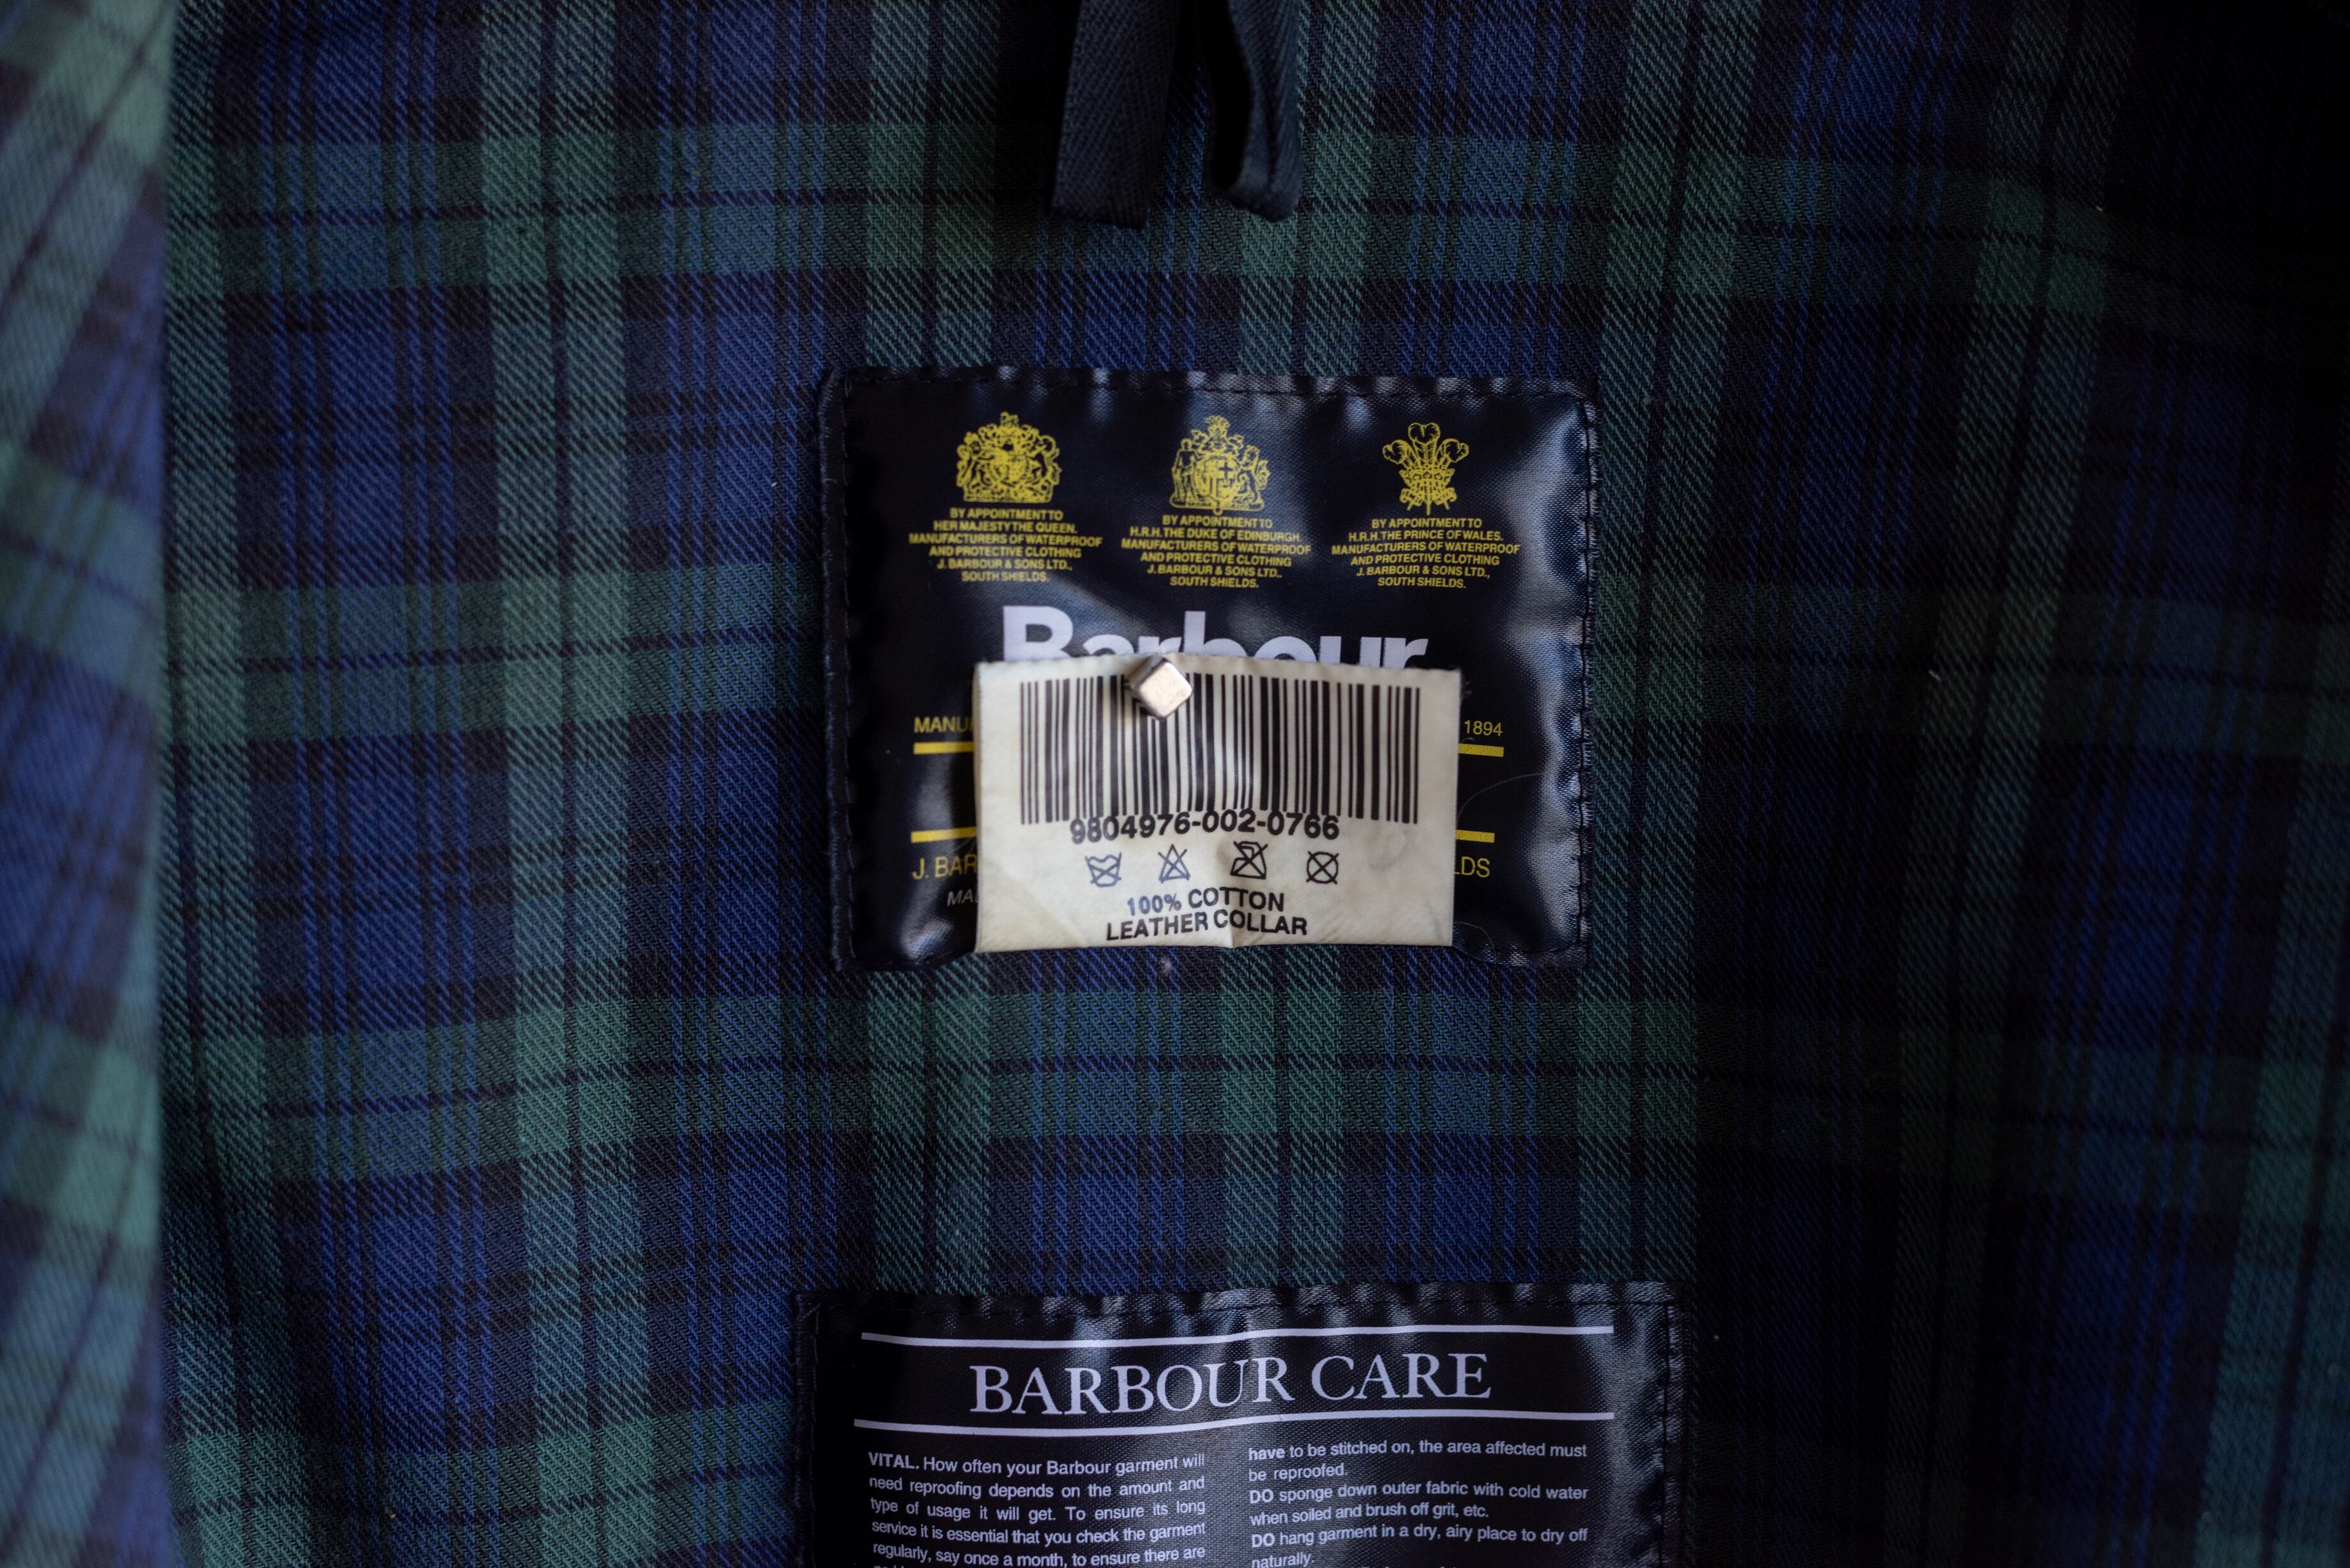 BY APPOINTMENT TO
HER MAJESTY THE QUEEN.
MANUFACTURERS OF WATERPROOF
AND PROTECTIVE CLOTHING
J. BARBOUR & SONS LTD.,
SOUTH SHIELDS.
BY APPOINTMENT TO
H.R.H. THE DUKE OF EDINBURGH.
MANUFACTURERS OF WATERPROOF
AND PROTECTIVE CLOTHING
J. BARBOUR & SONS LTD..
SOUTH SHIELDS.
BY APPOINTMENT TO
H.R.H. THE PRINCE OF WALES.
MANUFACTURERS OF WATERPROOF
AND PROTECTIVE CLOTHING
J. BARBOUR & SONS LTD.,
SOUTH SHIELDS.
Barbour
1894
9804976-002-0766
J.
100% COTTON
LEATHER COLLAR
BARBOUR CARE
VITAL. How often your Barbour garment will
need reproofing depends on the amount and
type of usage it will get. To ensure its long
service it is essential that you check the garment
regularly, say once a month, to ensure there are
have to be stitched on, the area affected must
be reproofed.
DO sponge down outer fabric with cold water
when soiled and brush off grit, etc.
DO hang garment in a dry, airy place to dry off
naturally.